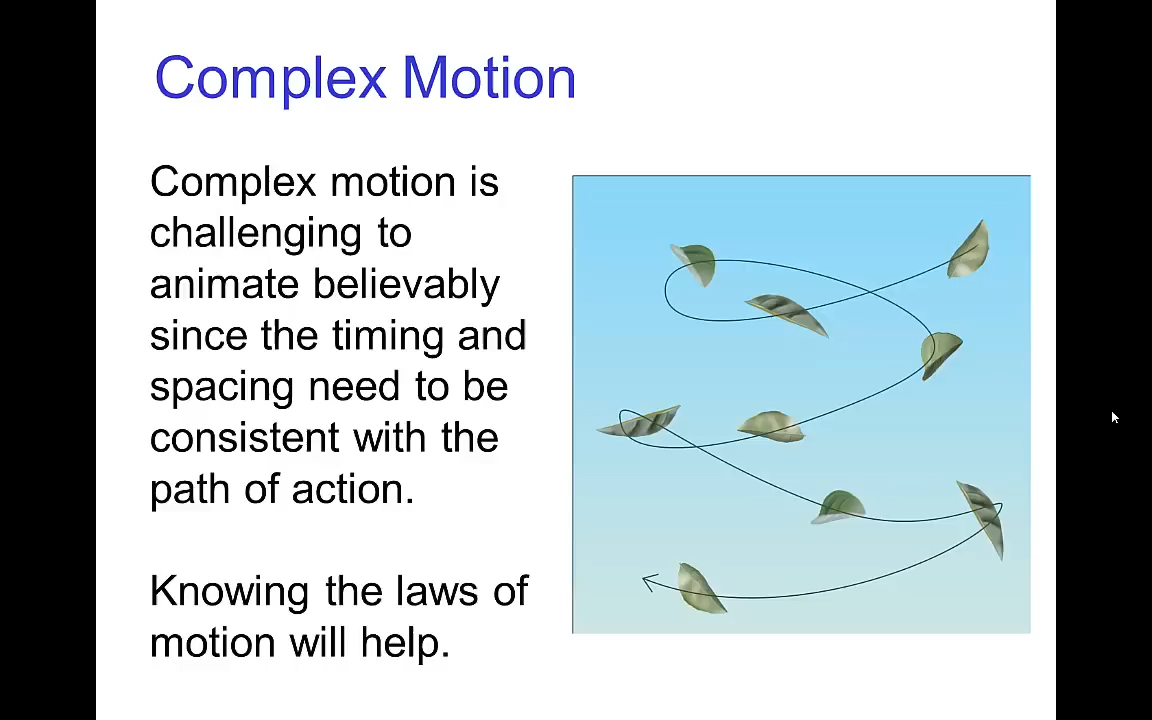 Complex Motion
Complex motion is
challenging to
animate believably
since the timing and
spacing need to be
consistent with the
path of action.
Knowing the laws of
motion will help.